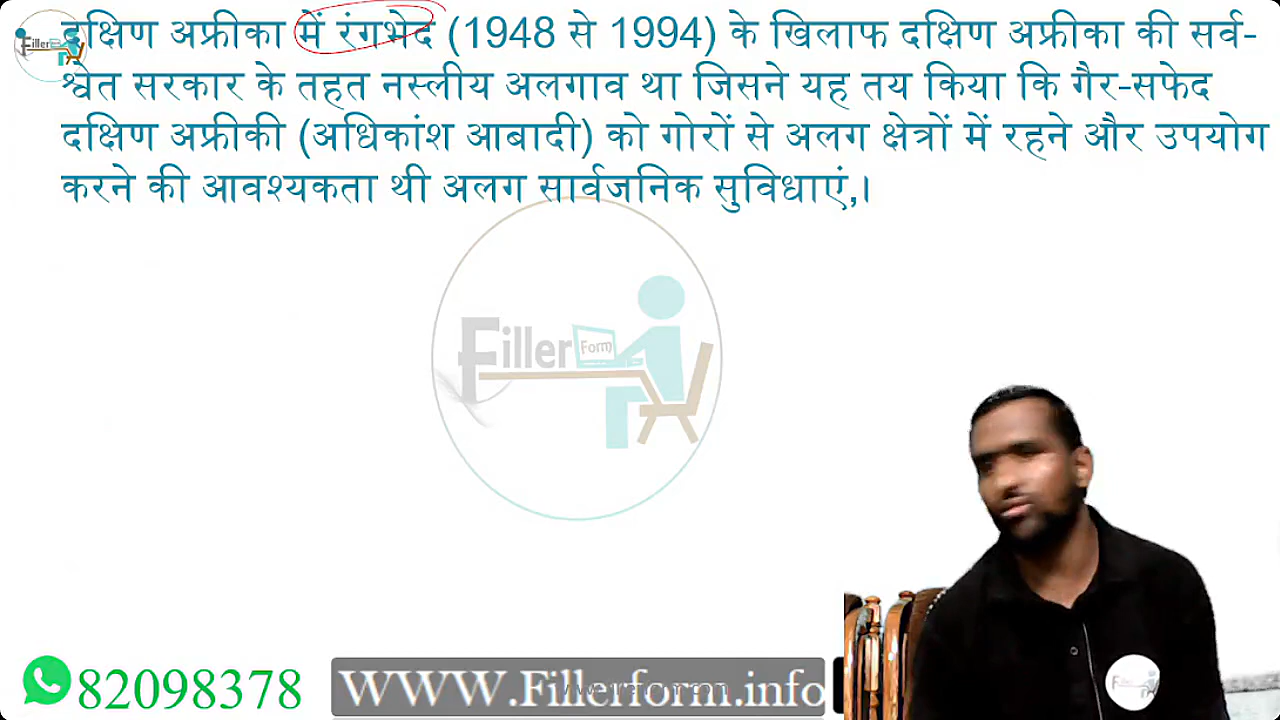 दक्षिण अफ्रीका में रंगभेद (1948 से 1994) के खिलाफ दक्षिण अफ्रीका की सर्व-
श्वेत सरकार के तहत नस्लीय अलगाव था जिसने यह तय किया कि गैर-सफेद
दक्षिण अफ्रीकी (अधिकांश आबादी) को गोरों से अलग क्षेत्रों में रहने और उपयोग
करने की आवश्यकता थी अलग सार्वजनिक सुविधाएं,।
Filler Form
82098378
WWW.Fillerform.info